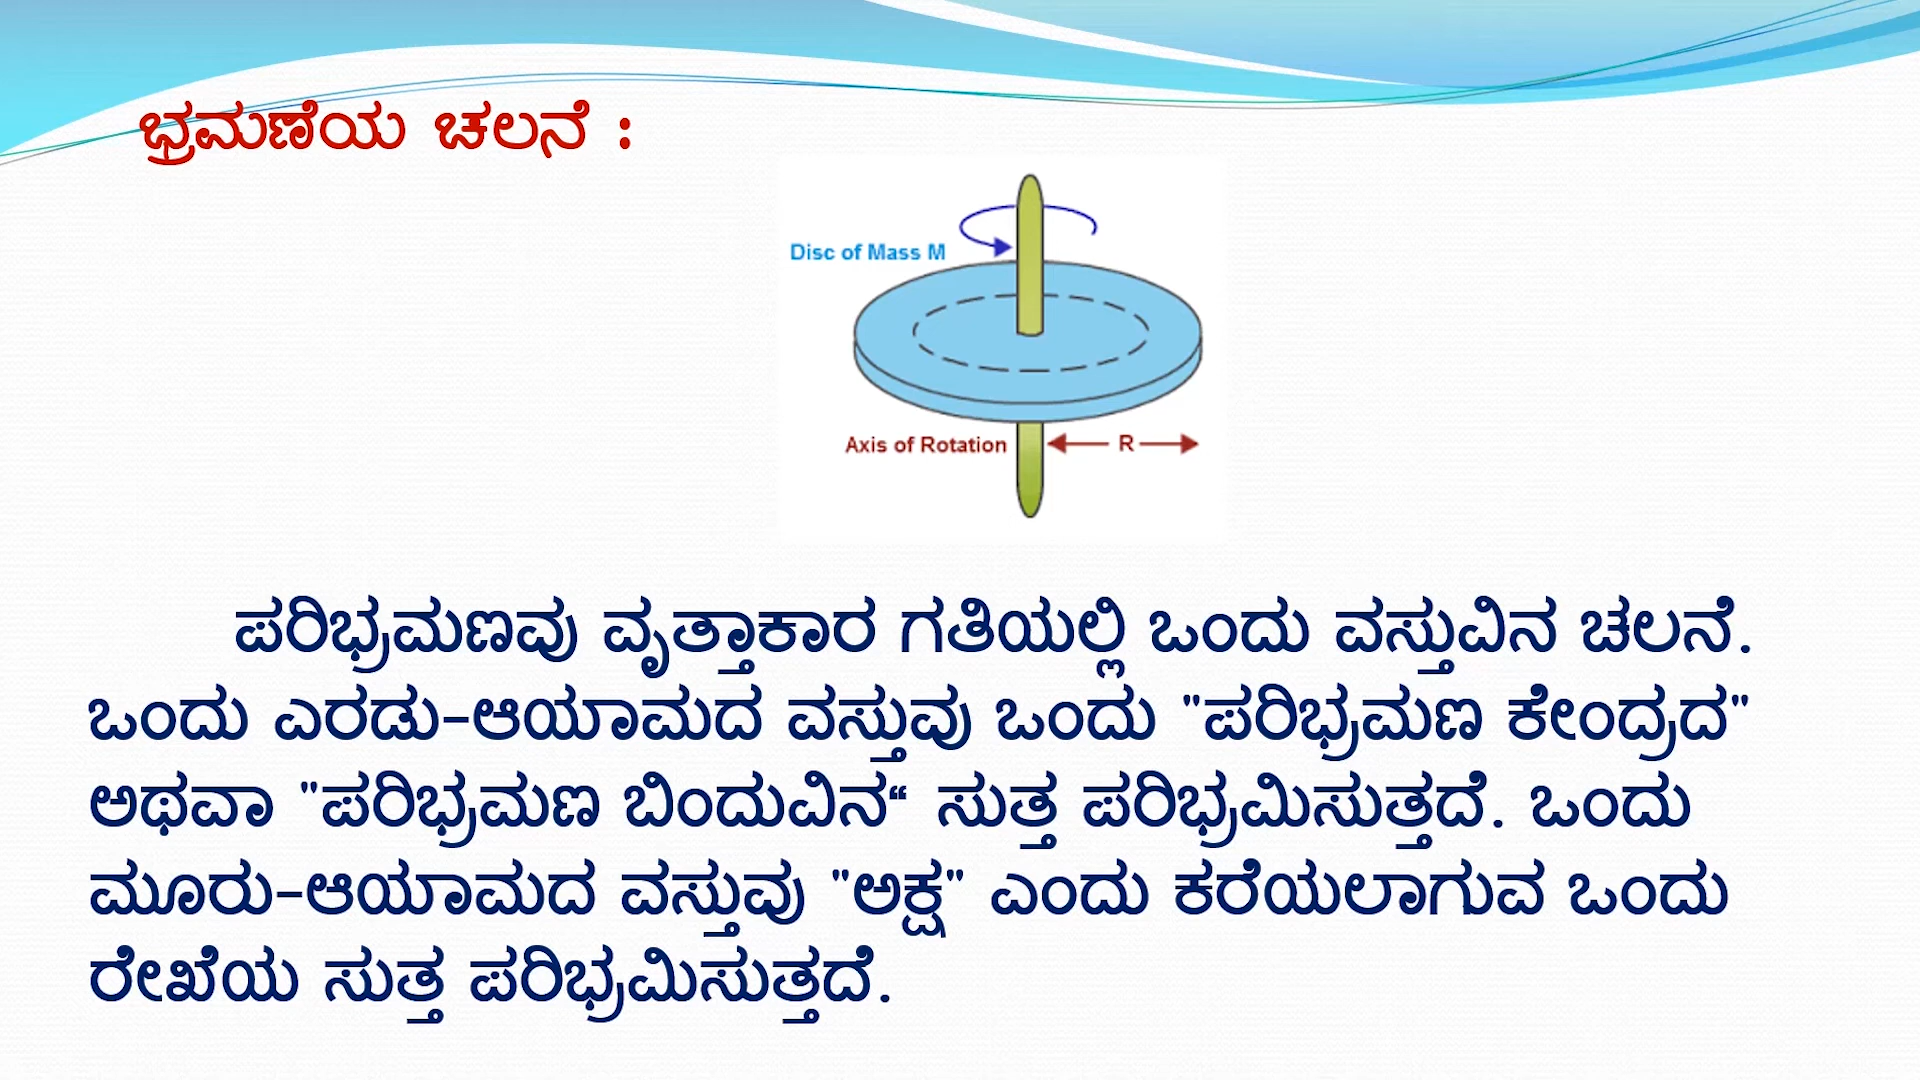 ಭ್ರಮಣೆಯ ಚಲನೆ :
Disc of Mass M
Axis of Rotation
R
ಪರಿಭ್ರಮಣವು ವೃತ್ತಾಕಾರ ಗತಿಯಲ್ಲಿ ಒಂದು ವಸ್ತುವಿನ ಚಲನೆ.
ಒಂದು ಎರಡು-ಆಯಾಮದ ವಸ್ತುವು ಒಂದು "ಪರಿಭ್ರಮಣ ಕೇಂದ್ರದ"
ಅಥವಾ "ಪರಿಭ್ರಮಣ ಬಿಂದುವಿನ“ ಸುತ್ತ ಪರಿಭ್ರಮಿಸುತ್ತದೆ. ಒಂದು
ಮೂರು-ಆಯಾಮದ ವಸ್ತುವು "ಅಕ್ಷ" ಎಂದು ಕರೆಯಲಾಗುವ ಒಂದು
ರೇಖೆಯ ಸುತ್ತ ಪರಿಭ್ರಮಿಸುತ್ತದೆ.